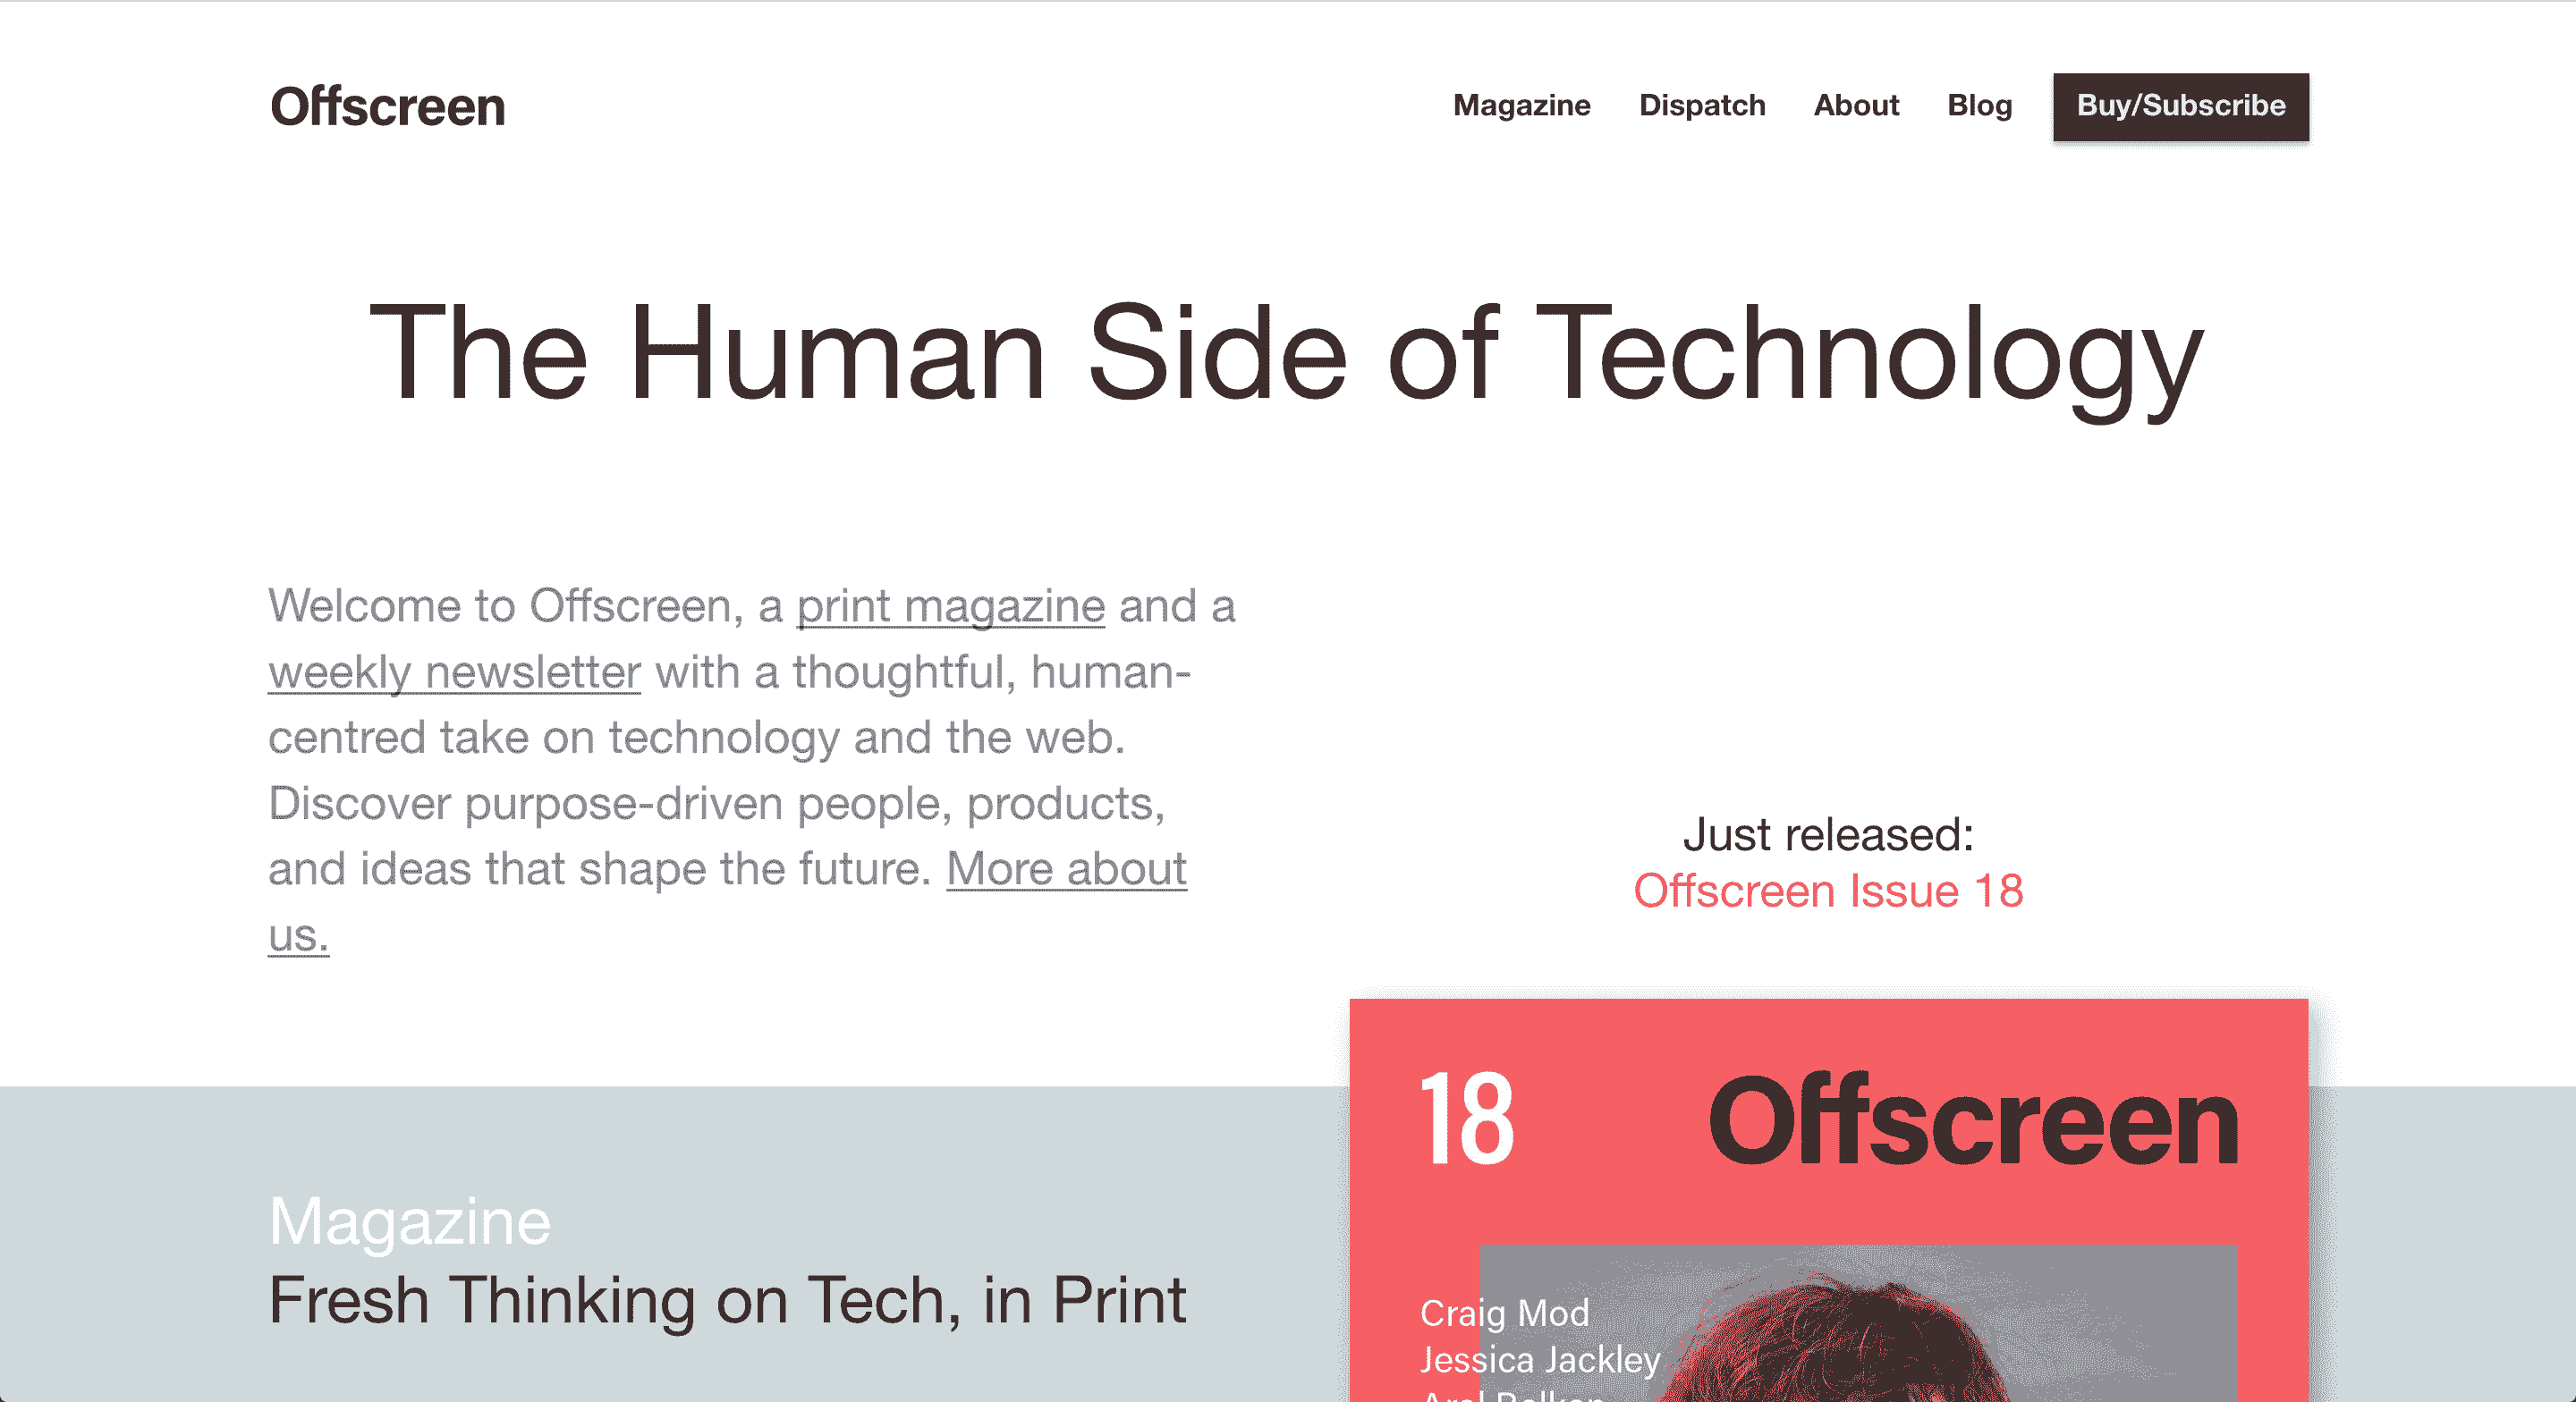 Offscreen
Magazine Dispatch About Blog Buy/Subscribe
The Human Side of Technology
Welcome to Offscreen, a print magazine and a
weekly newsletter with a thoughtful, human-
centred take on technology and the web.
Discover purpose-driven people, products,
and ideas that shape the future. More about
us.
Just released:
Offscreen Issue 18
18 Offscreen
Magazine
Fresh Thinking on Tech, in Print
Craig Mod
Jessica Jackley